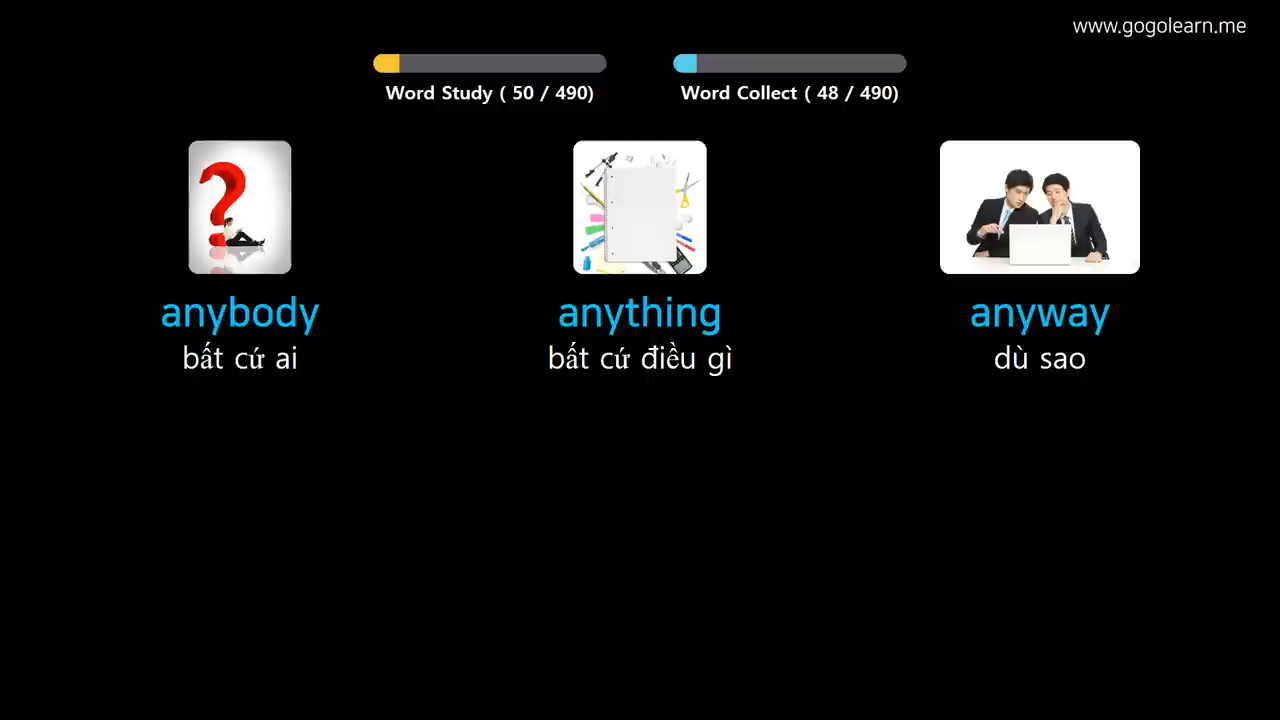 www.gogolearn.me
Word Study ( 50 / 490)
Word Collect ( 48 / 490)
anybody
bất cứ ai
anything
bất cứ điều gì
anyway
dù sao